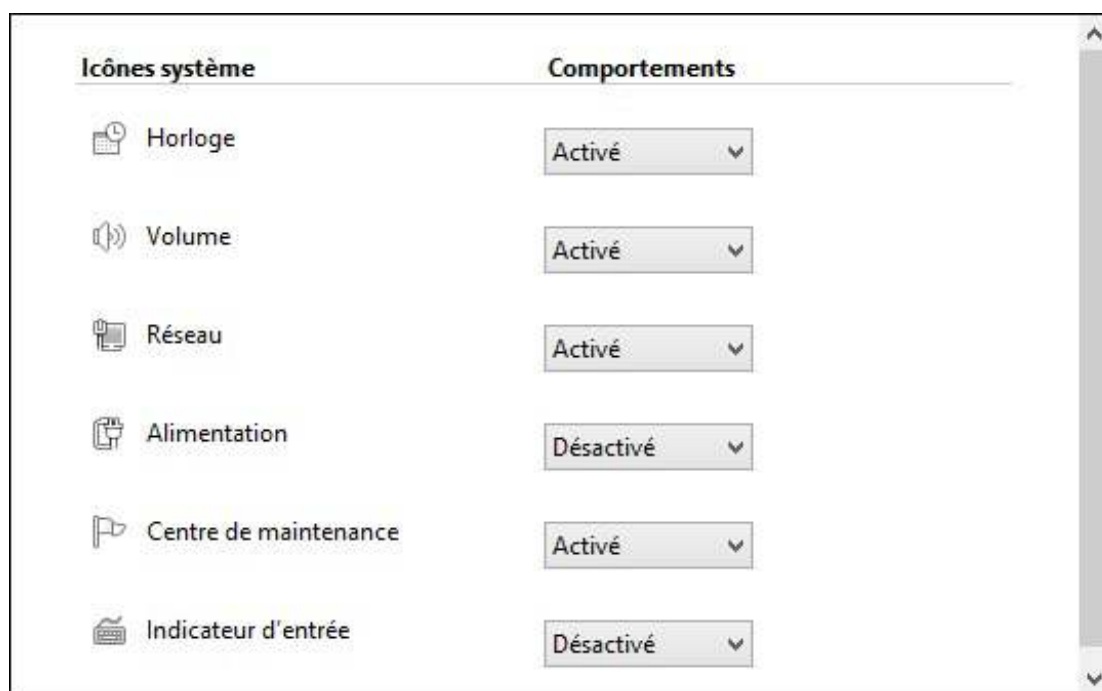 Icônes système Comportements
Horloge Activé
Volume Activé
Réseau Activé
Alimentation Désactivé
Centre de maintenance Activé
Indicateur d'entrée Désactivé